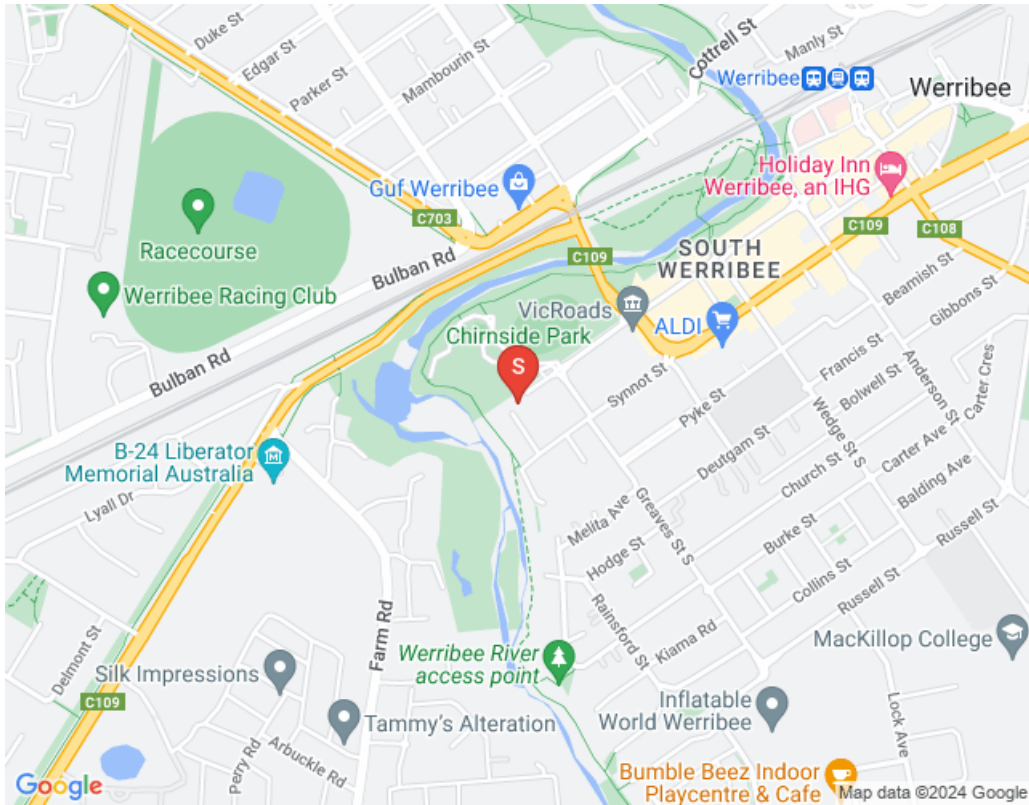 Duke St
Edgar St
Parker St
Mambourin St
Cottrell St
Manly St
Werribee
Werribee
Holiday Inn
Werribee, an IHG
Guf Werribee
C703
Racecourse
Bulban Rd
C109
C109
C108
SOUTH
WERRIBEE
Werribee Racing Club
VicRoads
ALDI
Chirnside Park
S
Beamish St
Gibbons St
Bulban Rd
Synnot St
Francis St
Bolwell St
Anderson St
Carter Cres
Pyke St
Wedge St S
B-24 Liberator
Memorial Australia
Deutgam St
Church St
Carter Ave
Balding Ave
Lyall Dr
Greaves St S
Melita Ave
Hodge St
Burke St
Russell St
Collins St
Russell St
Rainsford St
Kiama Rd
MacKillop College
Farm Rd
Delmont St
Werribee River
access point
Silk Impressions
C109
Inflatable
World Werribee
Tammy's Alteration
Lock Ave
Perry Rd
Arbuckle Rd
Bumble Beez Indoor
Playcentre & Cafe
Google
Map data ©2024 Google